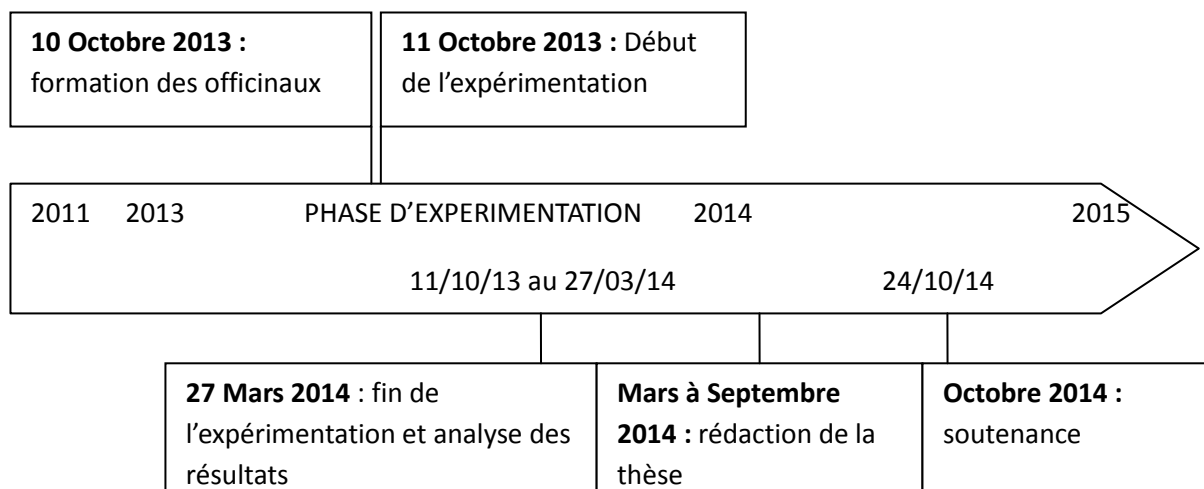 10 Octobre 2013 :
formation des officinaux
11 Octobre 2013 : Début
de l’expérimentation
2011 2013 PHASE D’EXPERIMENTATION 2014 2015
11/10/13 au 27/03/14 24/10/14
27 Mars 2014 : fin de
l’expérimentation et analyse des
résultats
Mars à Septembre
2014 : rédaction de la
thèse
Octobre 2014 :
soutenance